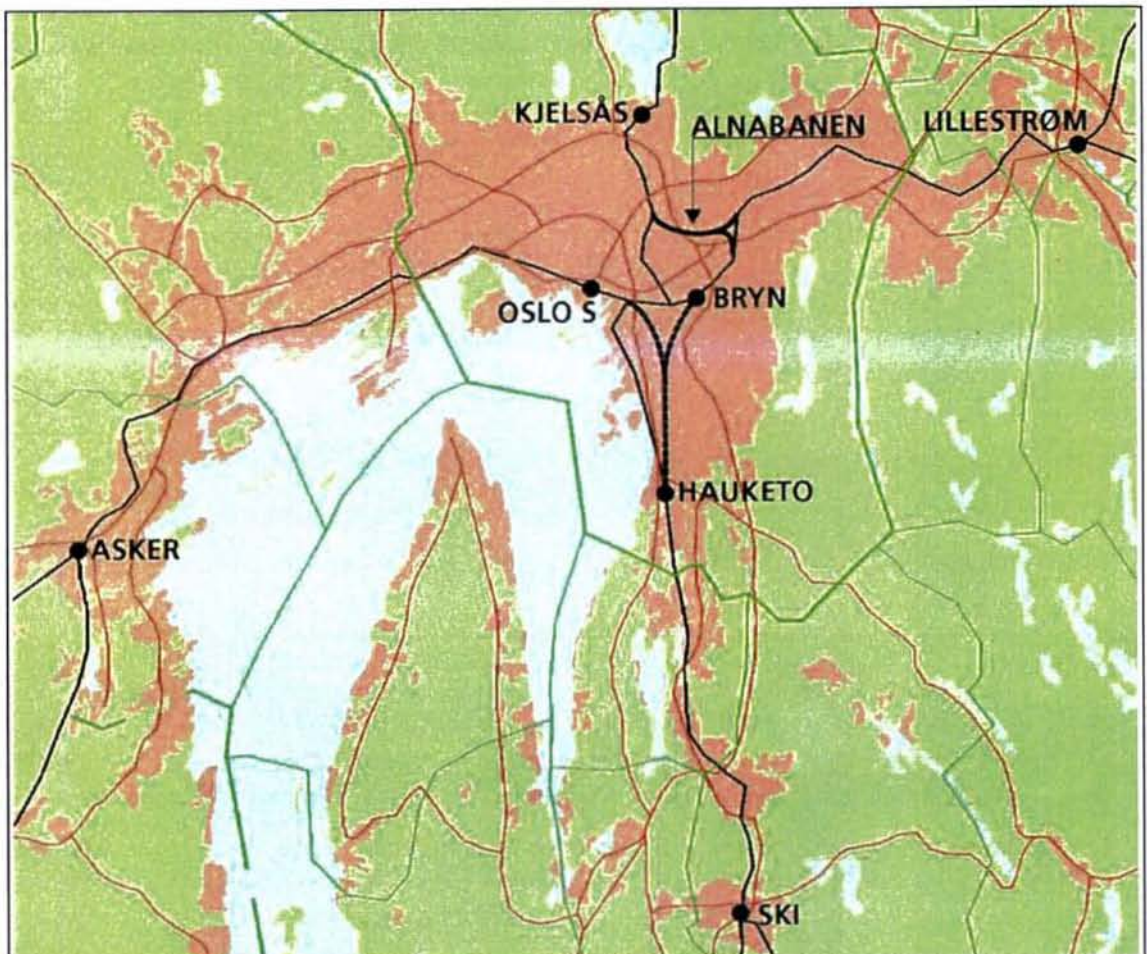 KJELSÅS
ALNABANEN
LILLESTRØM
OSLO S
BRYN
HAUKETO
ASKER
SKI